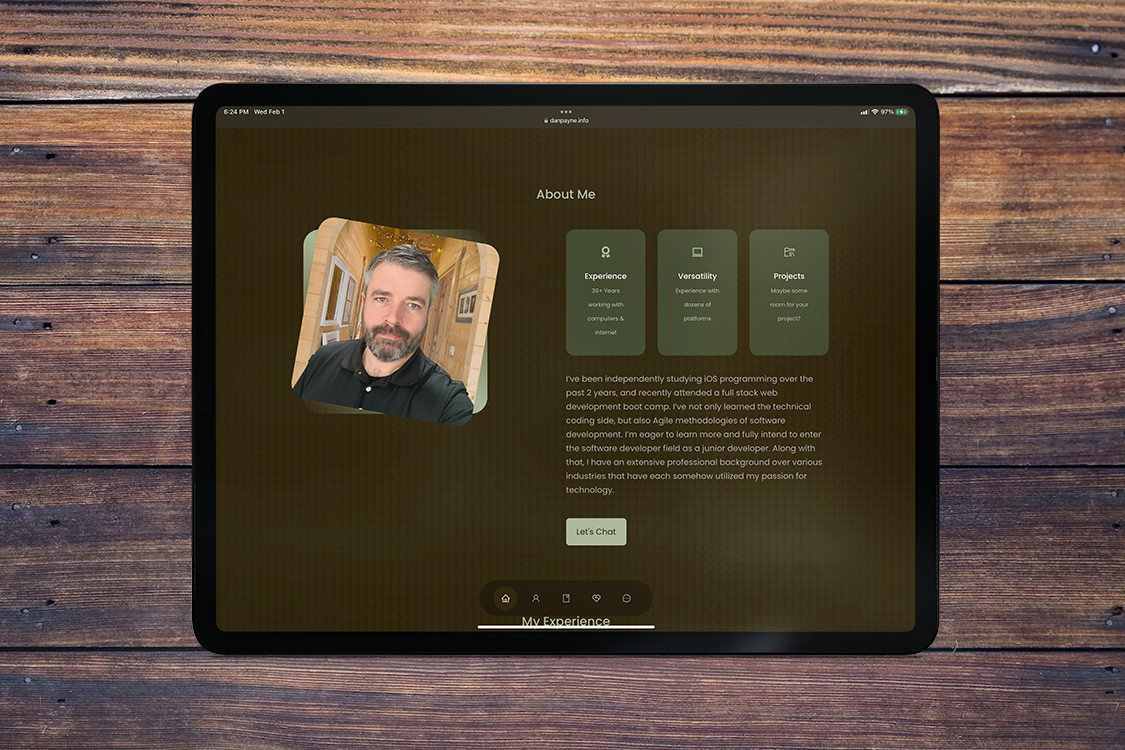 6:24 PM Wed Feb 1
danpayne.info
97%
About Me
Experience
30+ Years
working with
computers &
internet
Versatility
Experience with
dozens of
platforms
Projects
Maybe some
room for your
project?
I've been independently studying iOS programming over the
past 2 years, and recently attended a full stack web
development boot camp. I've not only learned the technical
coding side, but also Agile methodologies of software
development. I'm eager to learn more and fully intend to enter
the software developer field as a junior developer. Along with
that, I have an extensive professional background over various
industries that have each somehow utilized my passion for
technology.
Let's Chat
My Experience